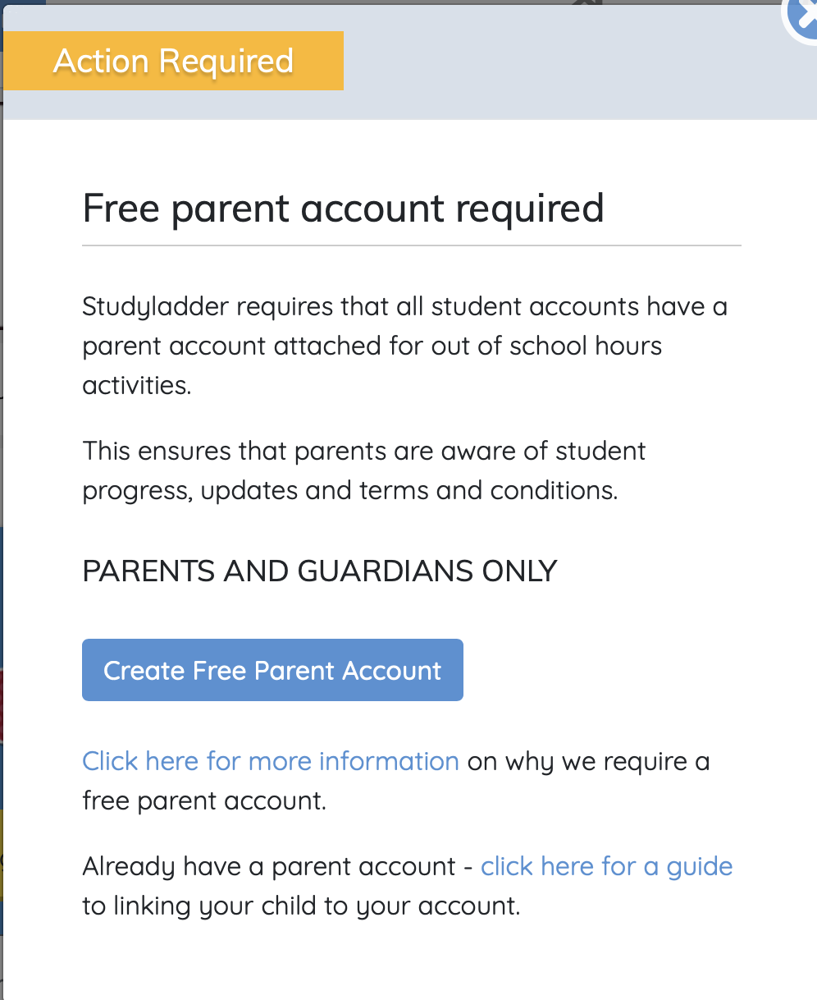 Action Required
Free parent account required
Studyladder requires that all student accounts have a
parent account attached for out of school hours
activities.
This ensures that parents are aware of student
progress, updates and terms and conditions.
PARENTS AND GUARDIANS ONLY
Create Free Parent Account
Click here for more information on why we require a
free parent account.
Already have a parent account - click here for a guide
to linking your child to your account.